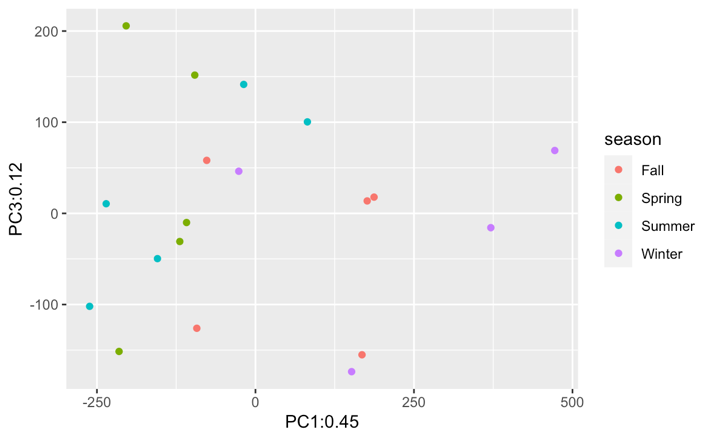 200
100
0
-100
PC3:0.12
-250
0
250
500
PC1:0.45
season
Fall
Spring
Summer
Winter